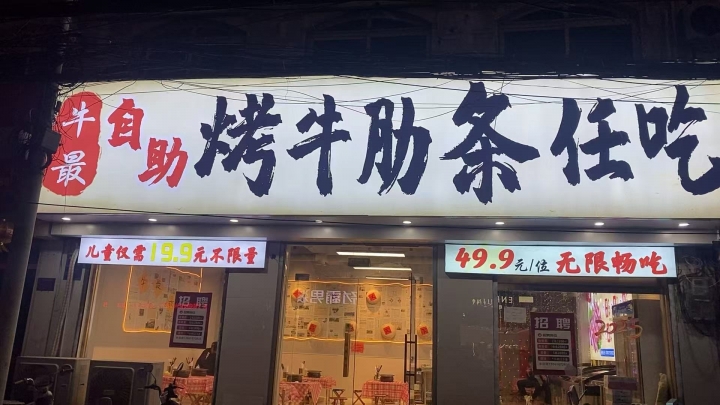 牛最
自助
烤牛肋条任吃
儿童仅需19.9元不限量
49.9元/位 无限畅吃
招聘
招聘
2025